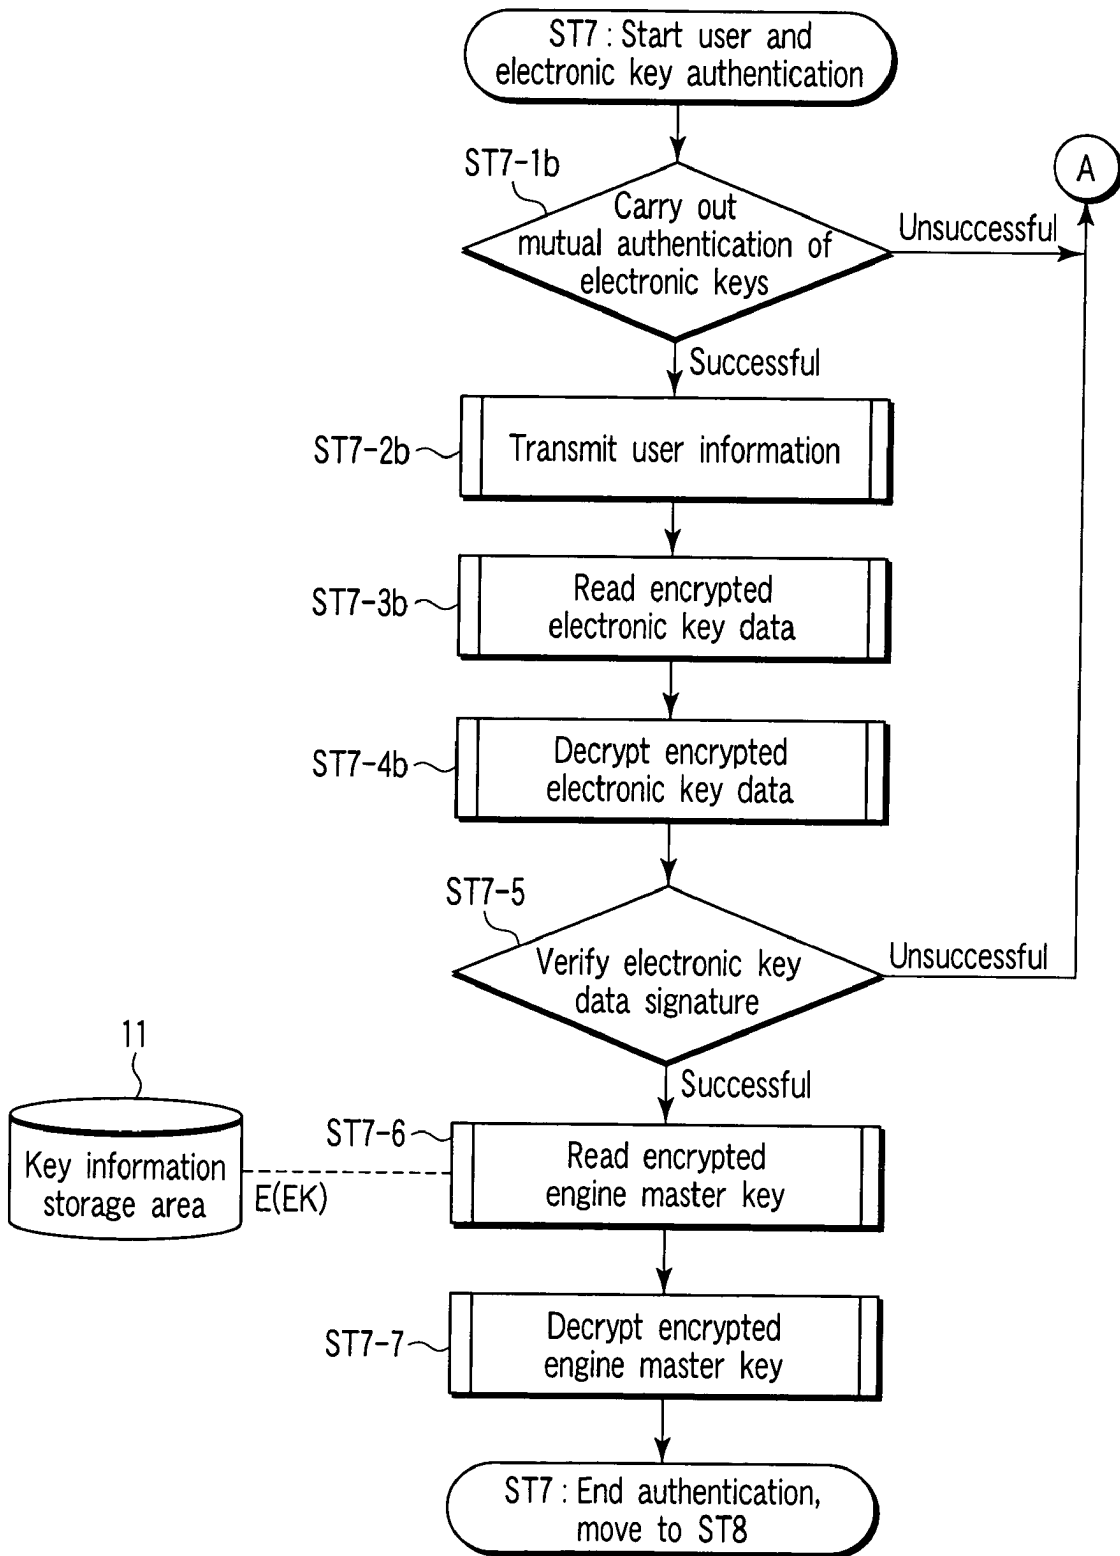 ST7 : Start user and
electronic key authentication
ST7-1b
A
Carry out
mutual authentication of
electronic keys
Unsuccessful
Successful
ST7-2b
Transmit user information
ST7-3b
Read encrypted
electronic key data
ST7-4b
Decrypt encrypted
electronic key data
ST7-5
Verify electronic key
data signature
Unsuccessful
Successful
11
Key information
storage area
E(EK)
ST7-6
Read encrypted
engine master key
ST7-7
Decrypt encrypted
engine master key
ST7 : End authentication,
move to ST8